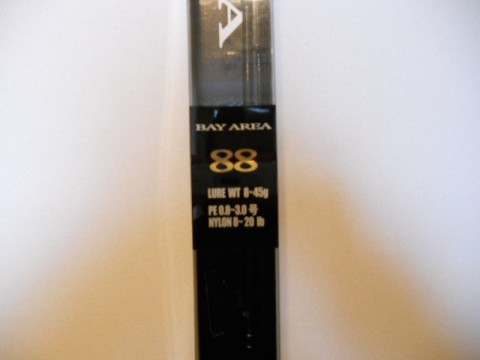 A
BAY AREA
88
LURE WT 8-45g
PE 0.8-3.0 号
NYLON 8-20 lb